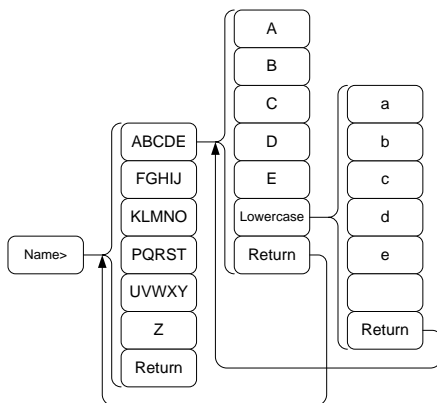 Name>
ABCDE
FGHIJ
KLMNO
PQRST
UVWXY
Z
Return
A
B
C
D
E
Lowercase
Return
a
b
c
d
e
Return